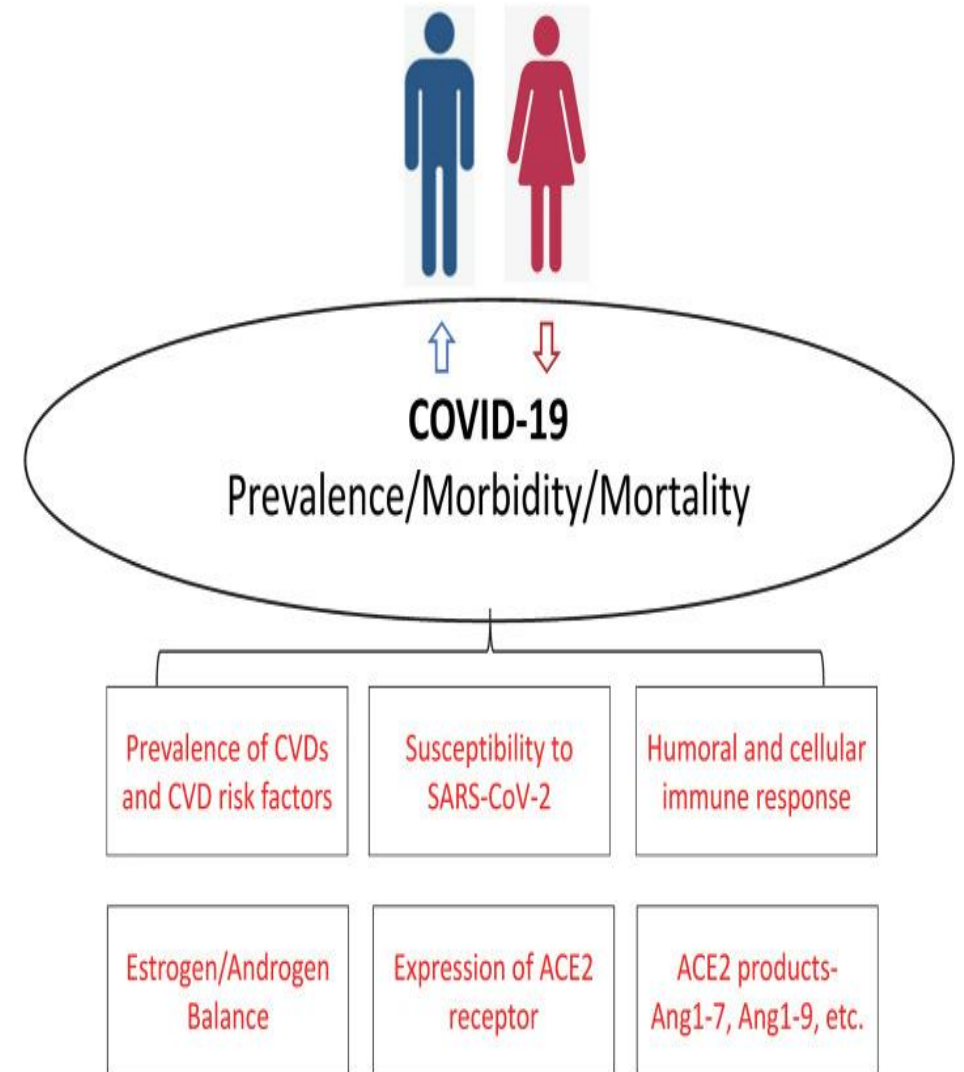 COVID-19
Prevalence/Morbidity/Mortality
Prevalence of CVDs
and CVD risk factors
Susceptibility to
SARS-CoV-2
Humoral and cellular
immune response
Estrogen/Androgen
Balance
Expression of ACE2
receptor
ACE2 products-
Ang1-7, Ang1-9, etc.